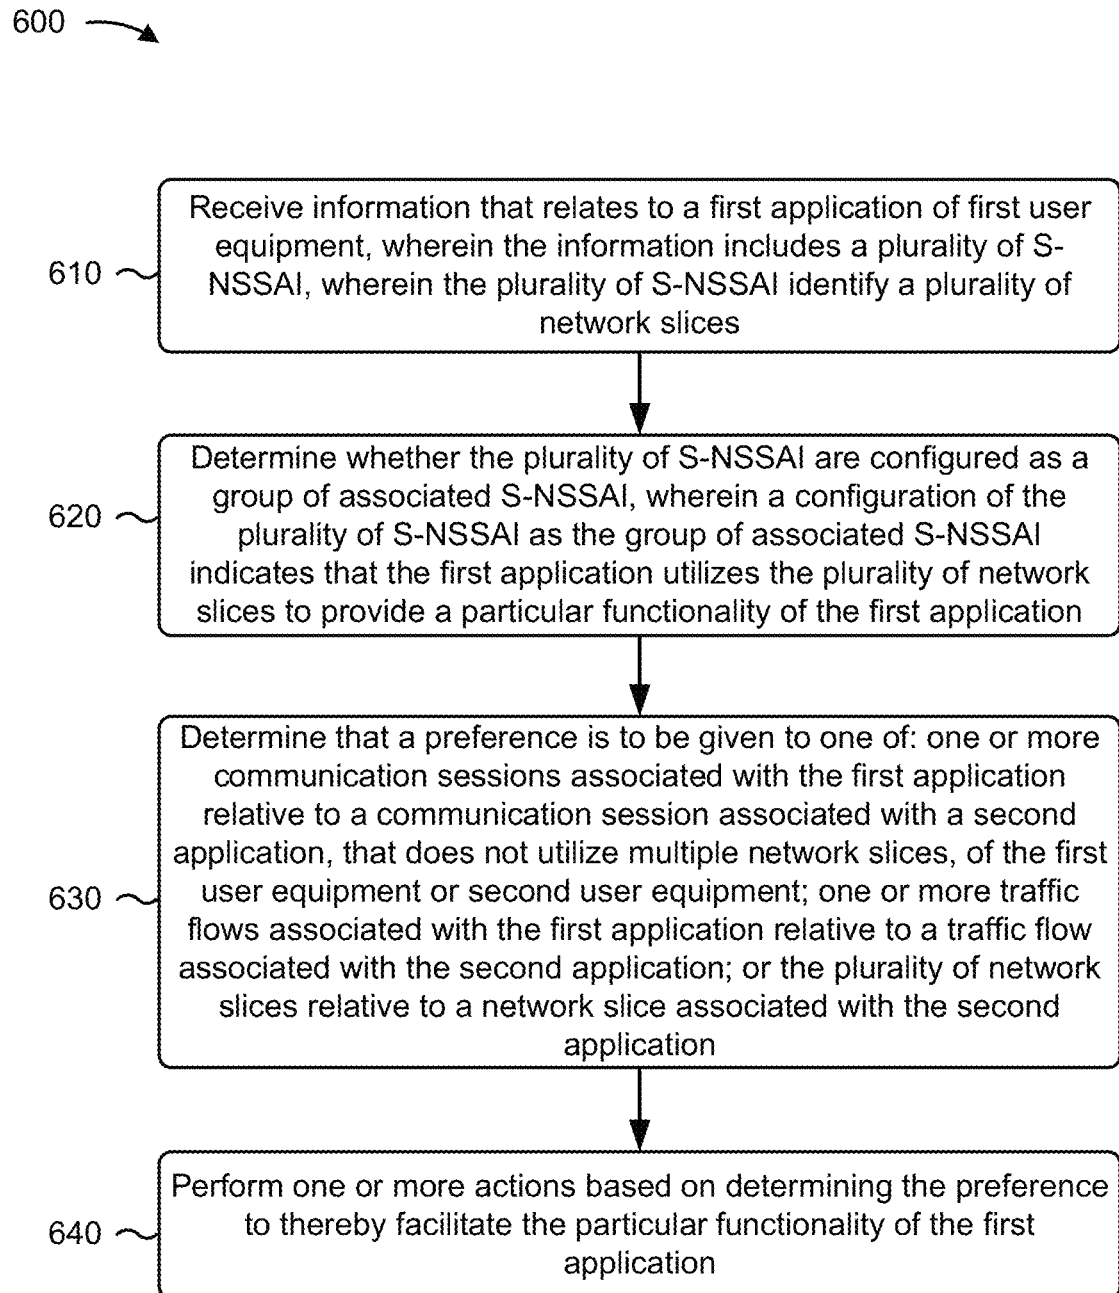 600
610
Receive information that relates to a first application of first user
equipment, wherein the information includes a plurality of S-
NSSAI, wherein the plurality of S-NSSAI identify a plurality of
network slices
620
Determine whether the plurality of S-NSSAI are configured as a
group of associated S-NSSAI, wherein a configuration of the
plurality of S-NSSAI as the group of associated S-NSSAI
indicates that the first application utilizes the plurality of network
slices to provide a particular functionality of the first application
630
Determine that a preference is to be given to one of: one or more
communication sessions associated with the first application
relative to a communication session associated with a second
application, that does not utilize multiple network slices, of the first
user equipment or second user equipment; one or more traffic
flows associated with the first application relative to a traffic flow
associated with the second application; or the plurality of network
slices relative to a network slice associated with the second
application
640
Perform one or more actions based on determining the preference
to thereby facilitate the particular functionality of the first
application